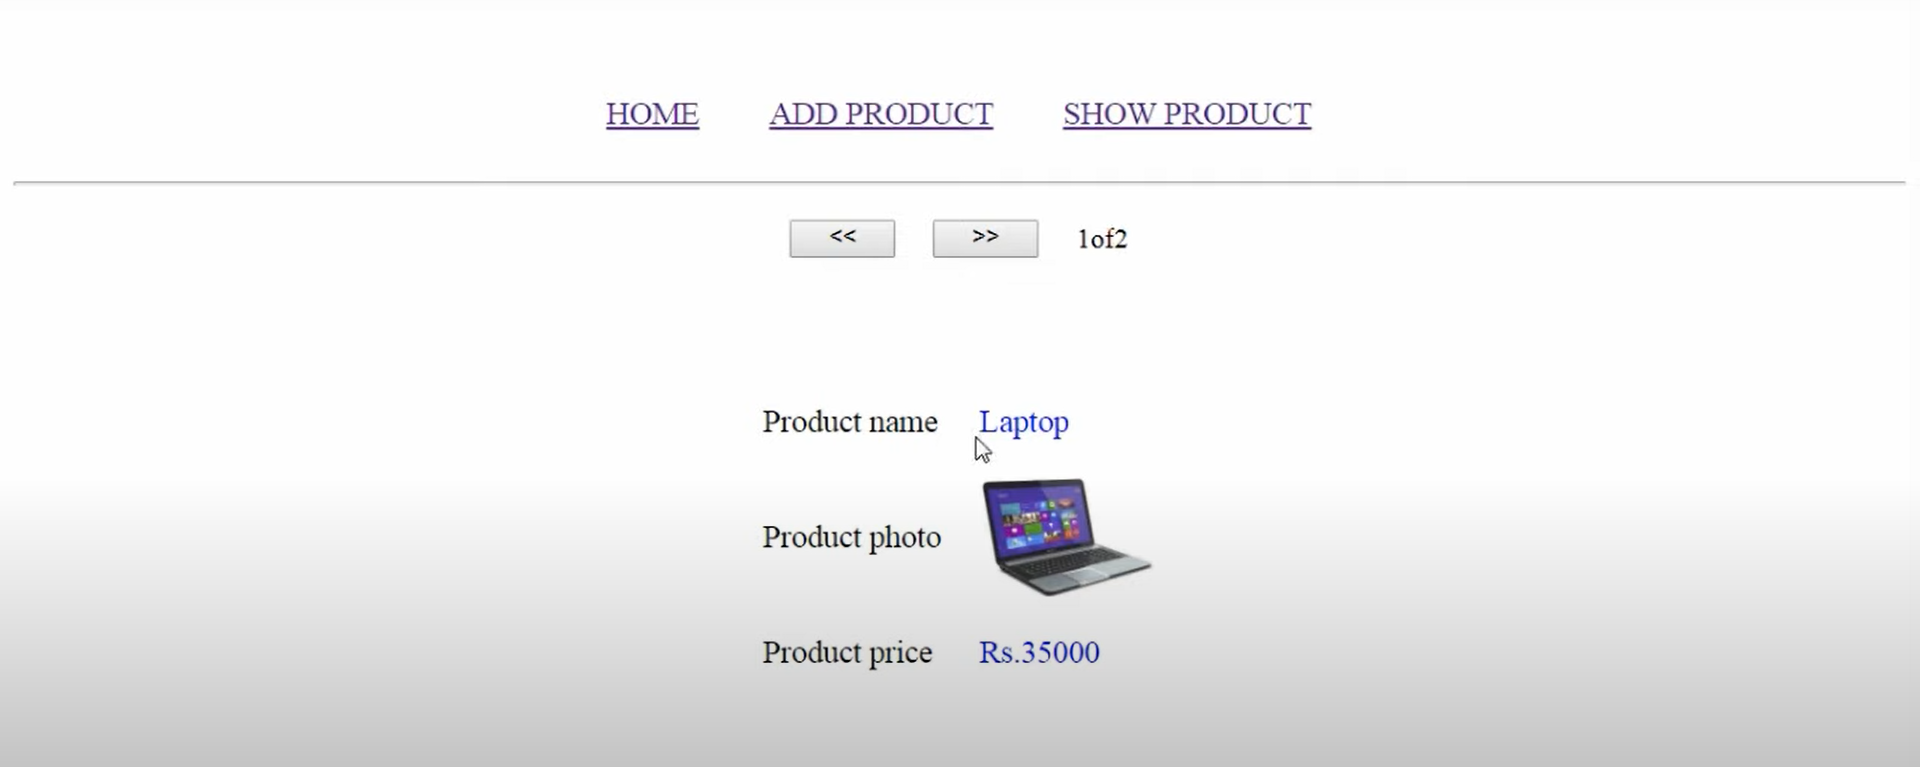 HOME ADD PRODUCT SHOW PRODUCT
<< >> 1of2
Product name Laptop
Product photo
Product price Rs.35000